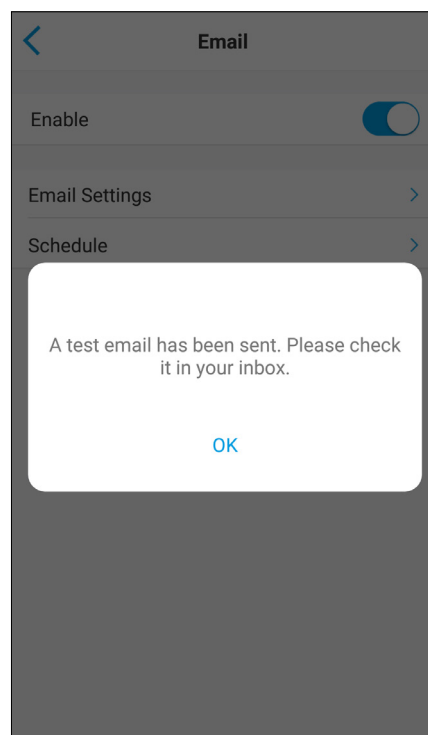 Email
Enable
Email Settings
Schedule
A test email has been sent. Please check
it in your inbox.
OK